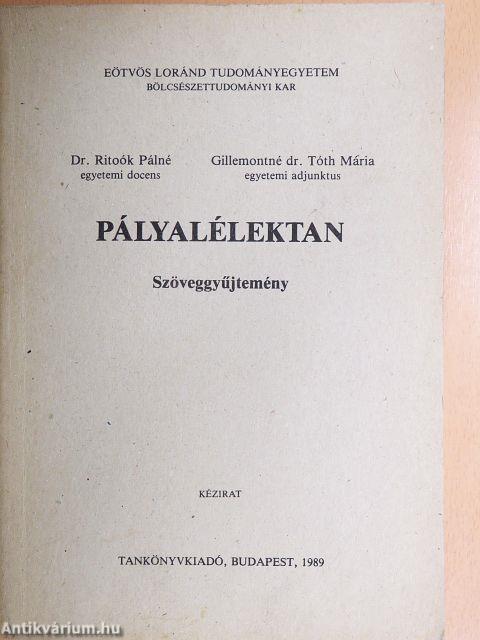 EÖTVÖS LORÁND TUDOMÁNYEGYETEM
BÖLCSÉSZETTUDOMÁNYI KAR
Dr. Ritoók Pálné
egyetemi docens
Gillemontné dr. Tóth Mária
egyetemi adjunktus
PÁLYALÉLEKTAN
Szöveggyűjtemény
KÉZIRAT
TANKÖNYVKIADÓ, BUDAPEST, 1989
Antikvárium.hu